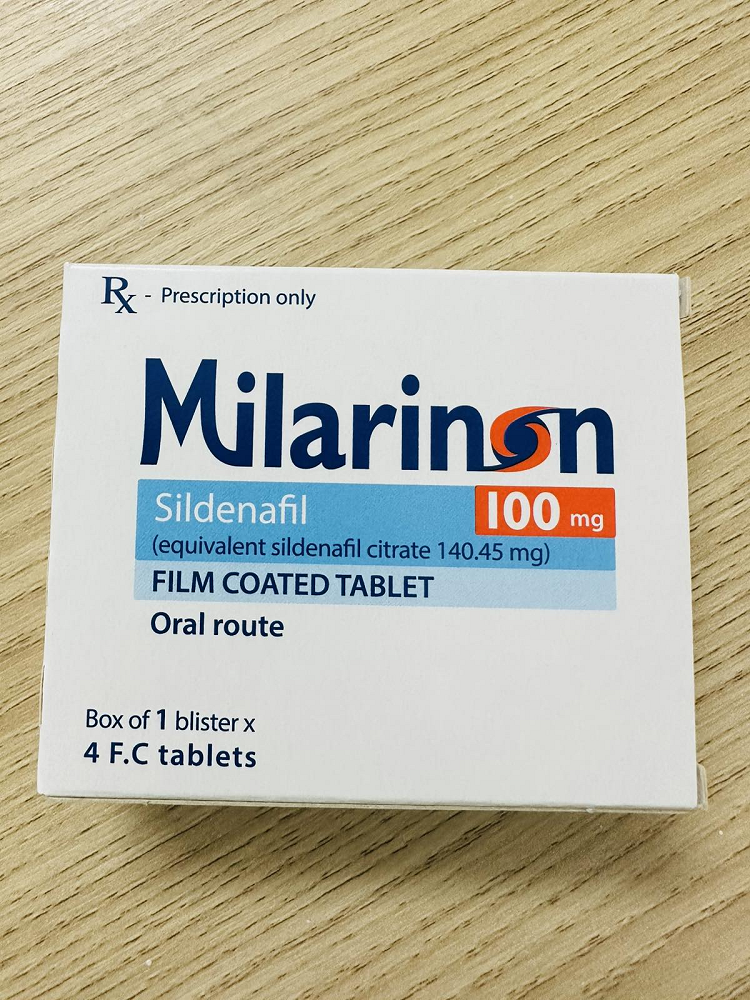 Rx - Prescription only
Milarinon
Sildenafil 100 mg
(equivalent sildenafil citrate 140.45 mg)
FILM COATED TABLET
Oral route
Box of 1 blister x
4 F.C tablets